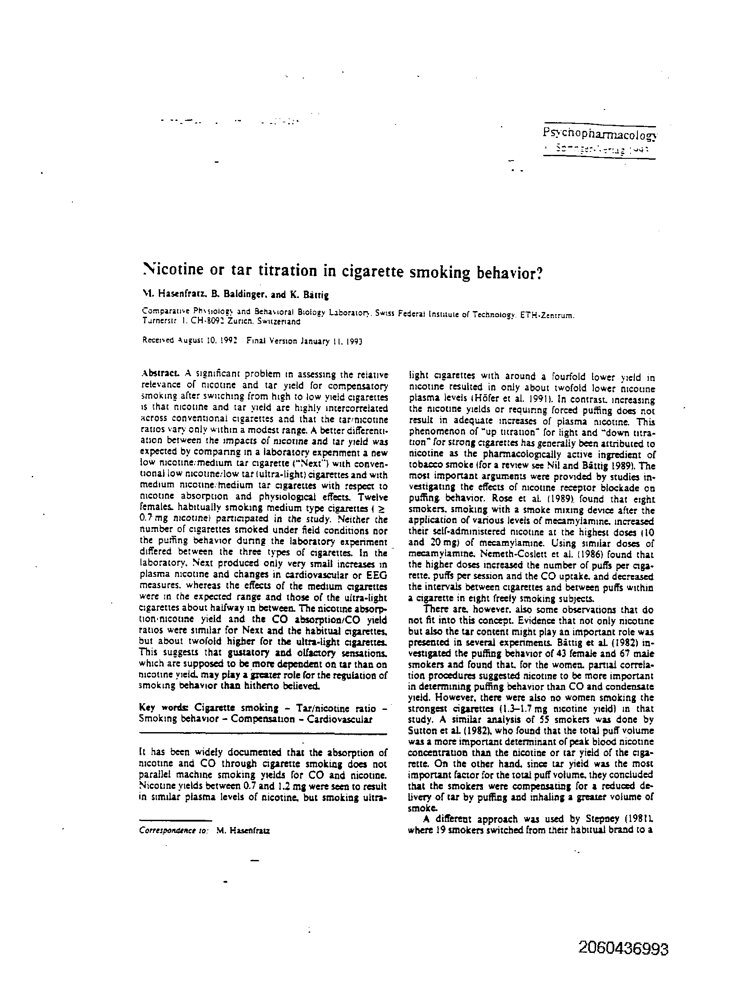 Psychopharmacology
Nicotine or tar titration in cigarette smoking behavior?
M. Hasenfratz, B. Baldinger, and K. Bättig
Comparative Physiology and Behavioral Biology Laboratory, Swiss Federal Institute of Technology, ETH-Zentrum,
Turnerstr 1, CH-8092 Zurich, Switzerland
Received August 10, 1992 Final Version January 11, 1993
Abstract. A significant problem in assessing the relative
relevance of nicotine and tar yield for compensatory
smoking after switching from high to low yield cigarettes
is that nicotine and tar yield are highly intercorrelated
across conventional cigarettes and that the tar/nicotine
ratios vary only within a modest range. A better differenti-
ation between the impacts of nicotine and tar yield was
expected by comparing in a laboratory experiment a new
low nicotine/medium tar cigarette ("Next") with conven-
tional low nicotine/low tar (ultra-light) cigarettes and with
medium nicotine/medium tar cigarettes with respect to
nicotine absorption and physiological effects. Twelve
females, habitually smoking medium type cigarettes ( ≥
0.7 mg nicotine) participated in the study. Neither the
number of cigarettes smoked under field conditions nor
the puffing behavior during the laboratory experiment
differed between the three types of cigarettes. In the
laboratory, Next produced only very small increases in
plasma nicotine and changes in cardiovascular or EEG
measures, whereas the effects of the medium cigarettes
were in the expected range and those of the ultra-light
cigarettes about halfway in between. The nicotine absorp-
tion/nicotine yield and the CO absorption/CO yield
ratios were similar for Next and the habitual cigarettes,
but about twofold higher for the ultra-light cigarettes.
This suggests that gustatory and olfactory sensations,
which are supposed to be more dependent on tar than on
nicotine yield, may play a greater role for the regulation of
smoking behavior than hitherto believed.
Key words: Cigarette smoking – Tar/nicotine ratio –
Smoking behavior – Compensation – Cardiovascular
It has been widely documented that the absorption of
nicotine and CO through cigarette smoking does not
parallel machine smoking yields for CO and nicotine.
Nicotine yields between 0.7 and 1.2 mg were seen to result
in similar plasma levels of nicotine, but smoking ultra-
Correspondence to: M. Hasenfratz
light cigarettes with around a fourfold lower yield in
nicotine resulted in only about twofold lower nicotine
plasma levels (Höfer et al. 1991). In contrast, increasing
the nicotine yields or requiring forced puffing does not
result in adequate increases of plasma nicotine. This
phenomenon of "up titration" for light and "down titra-
tion" for strong cigarettes has generally been attributed to
nicotine as the pharmacologically active ingredient of
tobacco smoke (for a review see Nil and Bättig 1989). The
most important arguments were provided by studies in-
vestigating the effects of nicotine receptor blockade on
puffing behavior. Rose et al. (1989) found that eight
smokers, smoking with a smoke mixing device after the
application of various levels of mecamylamine, increased
their self-administered nicotine at the highest doses (10
and 20 mg) of mecamylamine. Using similar doses of
mecamylamine, Nemeth-Coslett et al. (1986) found that
the higher doses increased the number of puffs per ciga-
rette, puffs per session and the CO uptake, and decreased
the intervals between cigarettes and between puffs within
a cigarette in eight freely smoking subjects.
There are, however, also some observations that do
not fit into this concept. Evidence that not only nicotine
but also the tar content might play an important role was
presented in several experiments. Bättig et al. (1982) in-
vestigated the puffing behavior of 43 female and 67 male
smokers and found that, for the women, partial correla-
tion procedures suggested nicotine to be more important
in determining puffing behavior than CO and condensate
yield. However, there were also no women smoking the
strongest cigarettes (1.3–1.7 mg nicotine yield) in that
study. A similar analysis of 55 smokers was done by
Sutton et al. (1982), who found that the total puff volume
was a more important determinant of peak blood nicotine
concentration than the nicotine or tar yield of the ciga-
rette. On the other hand, since tar yield was the most
important factor for the total puff volume, they concluded
that the smokers were compensating for a reduced de-
livery of tar by puffing and inhaling a greater volume of
smoke.
A different approach was used by Stepney (1981),
where 19 smokers switched from their habitual brand to a
2060436993